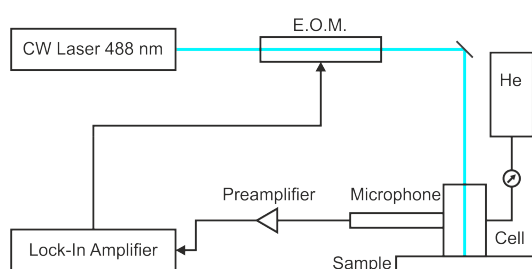 E.O.M.
CW Laser 488 nm
He
Preamplifier
Microphone
Cell
Lock-In Amplifier
Sample